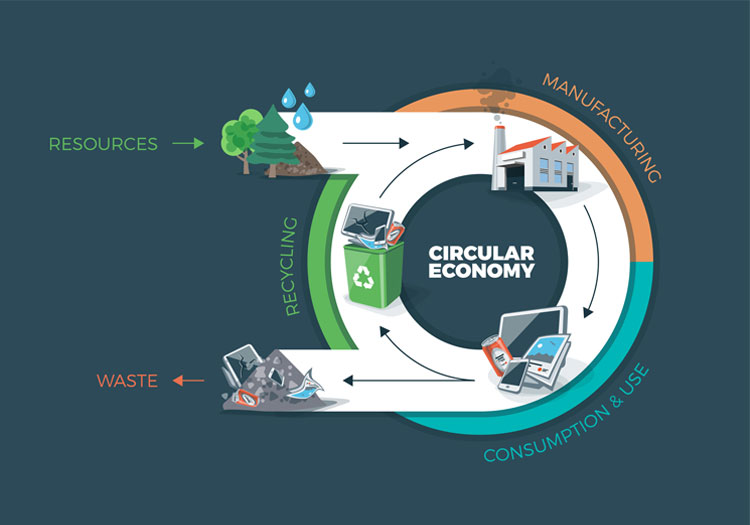 MANUFACTURING
RESOURCES
RECYCLING
CIRCULAR
ECONOMY
WASTE
CONSUMPTION & USE